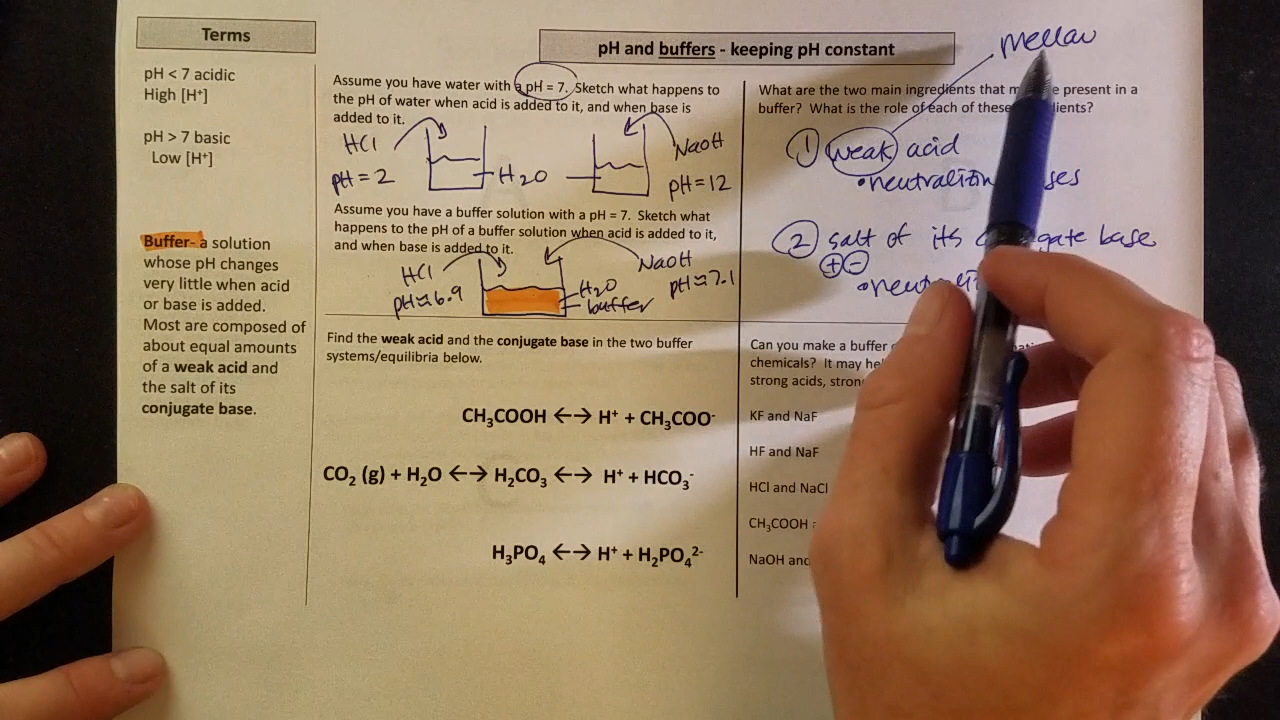 Terms
pH < 7 acidic
High [H⁺]
pH > 7 basic
Low [H⁺]
Buffer- a solution
whose pH changes
very little when acid
or base is added.
Most are composed of
about equal amounts
of a weak acid and
the salt of its
conjugate base.
pH and buffers - keeping pH constant
Assume you have water with a pH = 7. Sketch what happens to
the pH of water when acid is added to it, and when base is
added to it.
HCl
pH = 2
H₂O
NaOH
pH = 12
Assume you have a buffer solution with a pH = 7. Sketch what
happens to the pH of a buffer solution when acid is added to it,
and when base is added to it.
HCl
pH ≈ 6.9
H₂O
buffer
NaOH
pH ≈ 7.1
Find the weak acid and the conjugate base in the two buffer
systems/equilibria below.
CH₃COOH ←→ H⁺ + CH₃COO⁻
CO₂ (g) + H₂O ←→ H₂CO₃ ←→ H⁺ + HCO₃⁻
H₃PO₄ ←→ H⁺ + H₂PO₄²⁻
mellow
What are the two main ingredients that present in a
buffer? What is the role of each of these
① weak acid
• 
② salt of its base
⊕⊖
• 
Can you make a buffer
chemicals? It may
strong acids,
KF and NaF
HF and NaF
HCl and NaCl
CH₃COOH
NaOH and